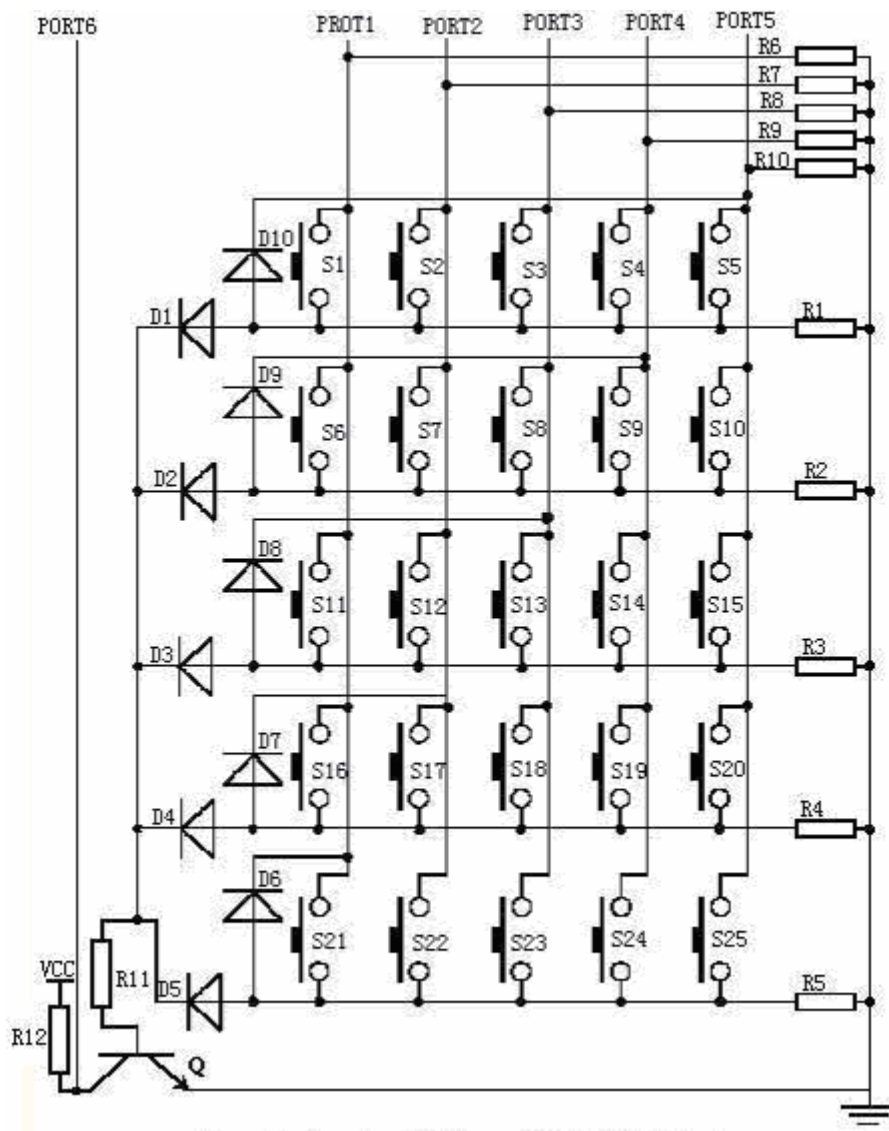 PORT6 PROT1 PORT2 PORT3 PORT4 PORT5
R6
R7
R8
R9
R10
D10 S1 S2 S3 S4 S5
D1 R1
D9
S6 S7 S8 S9 S10
D2 R2
D8
S11 S12 S13 S14 S15
D3 R3
D7 S16 S17 S18 S19 S20
D4 R4
D6
S21 S22 S23 S24 S25
VCC R11 D5 R5
R12
Q